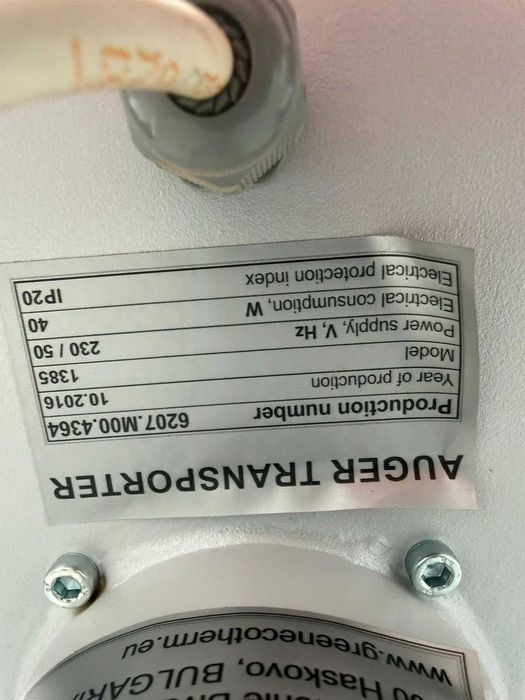 Haskovo, BULGARI
www.greenecotherm.eu
AUGER TRANSPORTER
Production number 6207.M00.4364
Year of production 10.2016
Model 1385
Power supply, V, Hz 230 / 50
Electrical consumption, W 40
Electrical protection index IP20